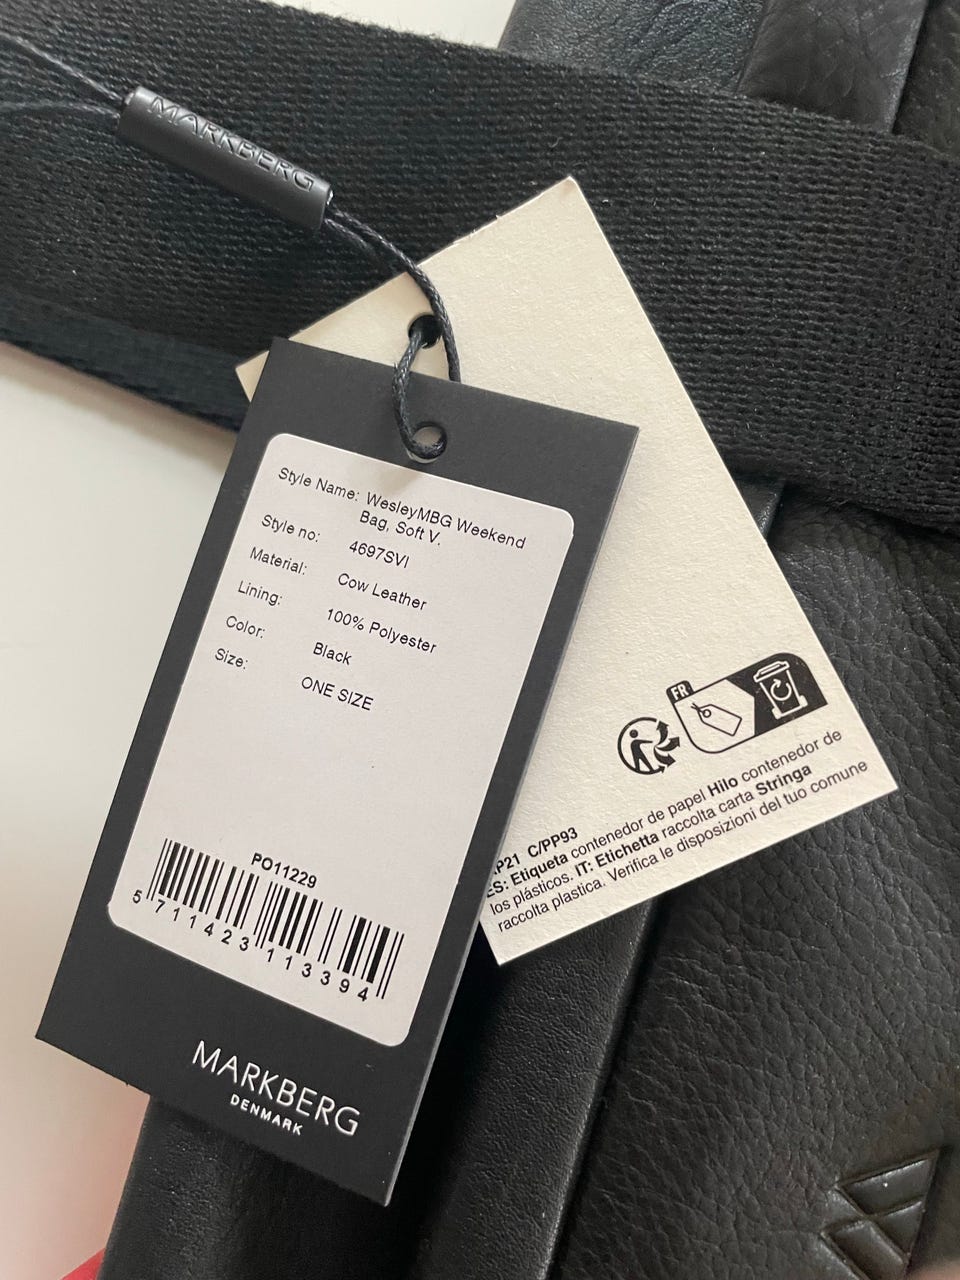 MARKBERG
Style Name: WesleyMBG Weekend
Bag, Soft V.
Style no: 4697SVI
Material: Cow Leather
Lining: 100% Polyester
Color: Black
Size: ONE SIZE
PO11229
5 711423 113394
MARKBERG
DENMARK
FR
P21 C/PP93
ES: Etiqueta contenedor de papel Hilo contenedor de
los plásticos. IT: Etichetta raccolta carta Stringa
raccolta plastica. Verifica le disposizioni del tuo comune